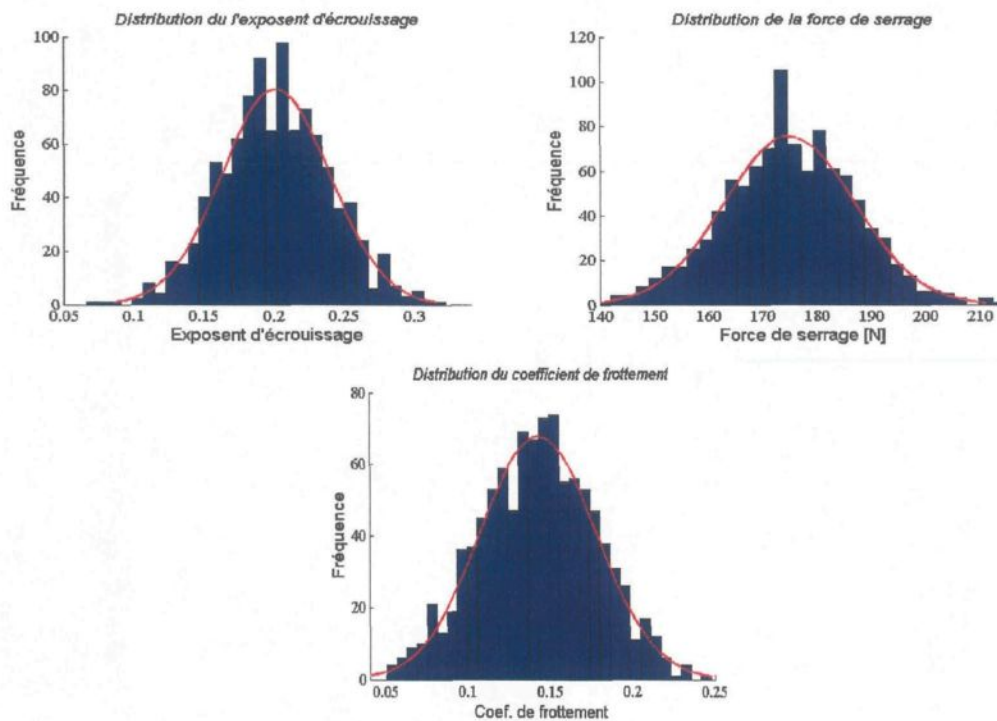 Distribution du l'exposent d'écrouissage
Fréquence
100
80
60
40
20
0
0.05 0.1 0.15 0.2 0.25 0.3
Exposent d'écrouissage
Distribution de la force de serrage
Fréquence
120
100
80
60
40
20
0
140 150 160 170 180 190 200 210
Force de serrage [N]
Distribution du coefficient de frottement
Fréquence
80
60
40
20
0
0.05 0.1 0.15 0.2 0.25
Coef. de frottement